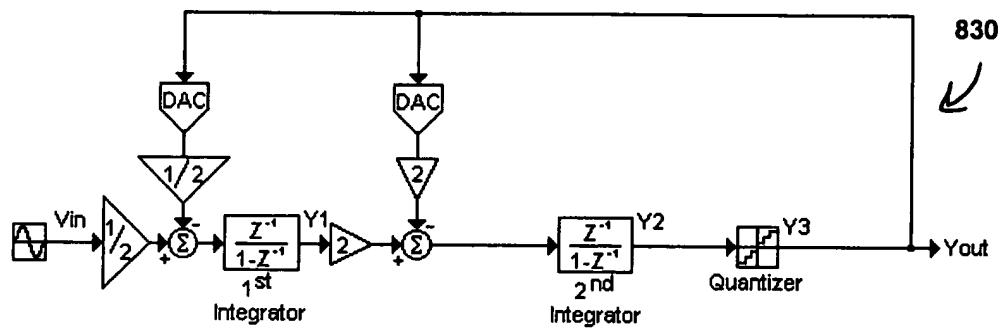 830
DAC
DAC
1/2
2
Vin
1/2
Σ
Z⁻¹
1-Z⁻¹
Y1
2
Σ
Z⁻¹
1-Z⁻¹
Y2
Y3
Yout
1st
Integrator
2nd
Integrator
Quantizer
+
-
+
-